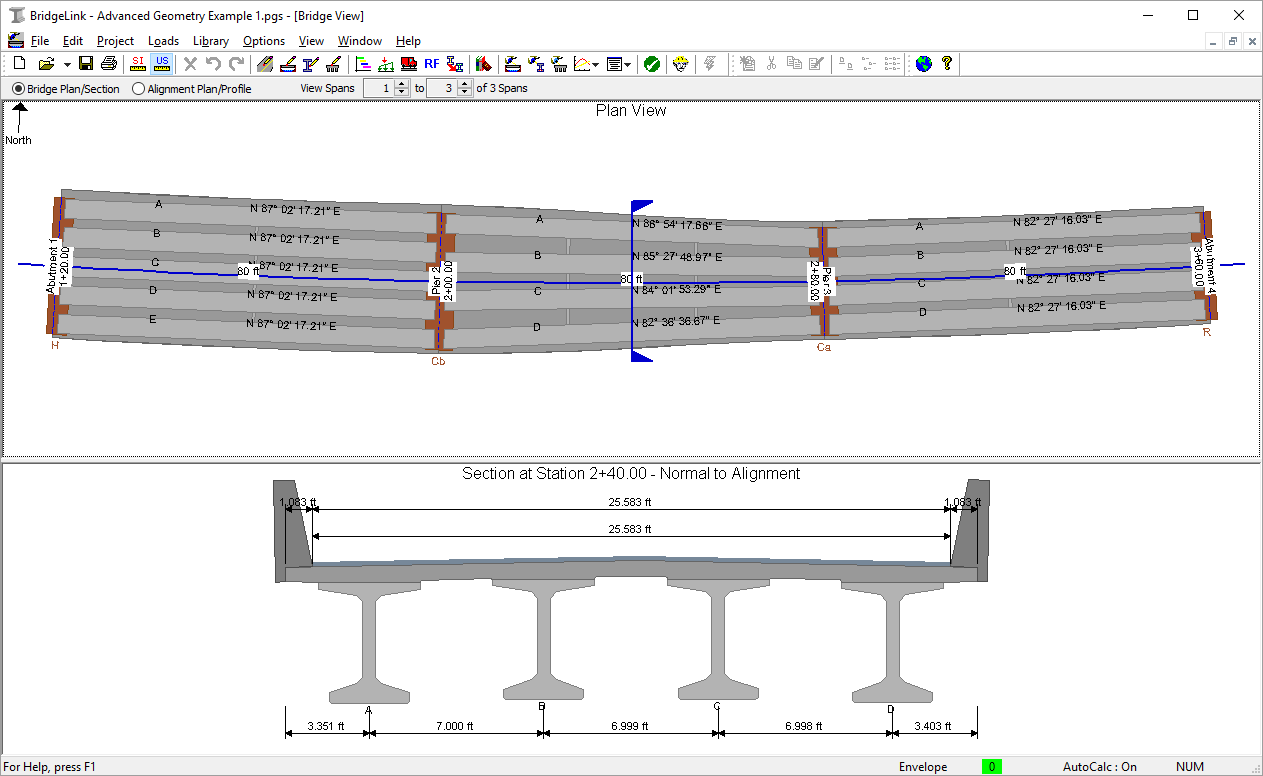 BridgeLink - Advanced Geometry Example 1.pgs - [Bridge View]
File Edit Project Loads Library Options View Window Help
SI US RF
Bridge Plan/Section Alignment Plan/Profile View Spans 1 to 3 of 3 Spans
Plan View
North
A N 87° 02' 17.21" E
B N 87° 02' 17.21" E
C N 87° 02' 17.21" E
80 ft
D N 87° 02' 17.21" E
E N 87° 02' 17.21" E
Abutment 1
1+20.00
H
Pier 2
2+00.00
Cb
A N 86° 54' 17.66" E
B N 85° 27' 48.97" E
80 ft
C N 84° 01' 53.29" E
D N 82° 36' 36.67" E
2+80.00
Pier 3
Ca
A N 82° 27' 16.03" E
B N 82° 27' 16.03" E
80 ft
C N 82° 27' 16.03" E
D N 82° 27' 16.03" E
3+60.00
Abutment 4
R
Section at Station 2+40.00 - Normal to Alignment
1.083 ft 25.583 ft 1.083 ft
25.583 ft
A B C D
3.351 ft 7.000 ft 6.999 ft 6.998 ft 3.403 ft
For Help, press F1 Envelope 0 AutoCalc : On NUM